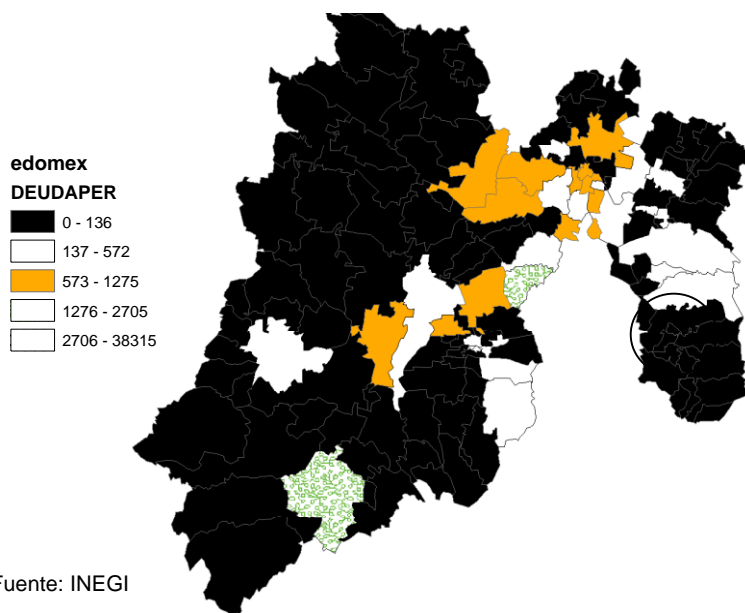 edomex
DEUDAPER
0 - 136
137 - 572
573 - 1275
1276 - 2705
2706 - 38315
Fuente: INEGI